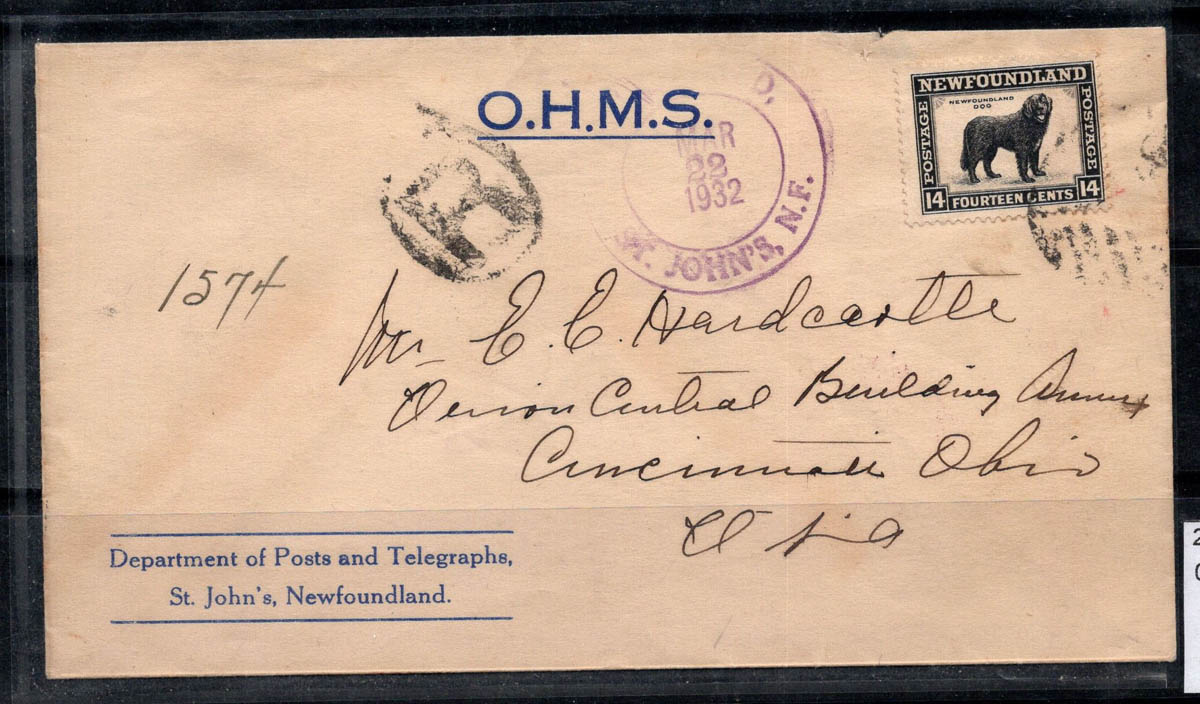 O.H.M.S.
D.
MAR
22
1932
ST. JOHN'S, N.F.
R
NEWFOUNDLAND
NEWFOUNDLAND
DOG
POSTAGE
POSTAGE
14 FOURTEEN CENTS 14
1574
Mr E. E. Hardcastle
Union Central Building Annex
Cincinnati Ohio
U S A
Department of Posts and Telegraphs,
St. John's, Newfoundland.